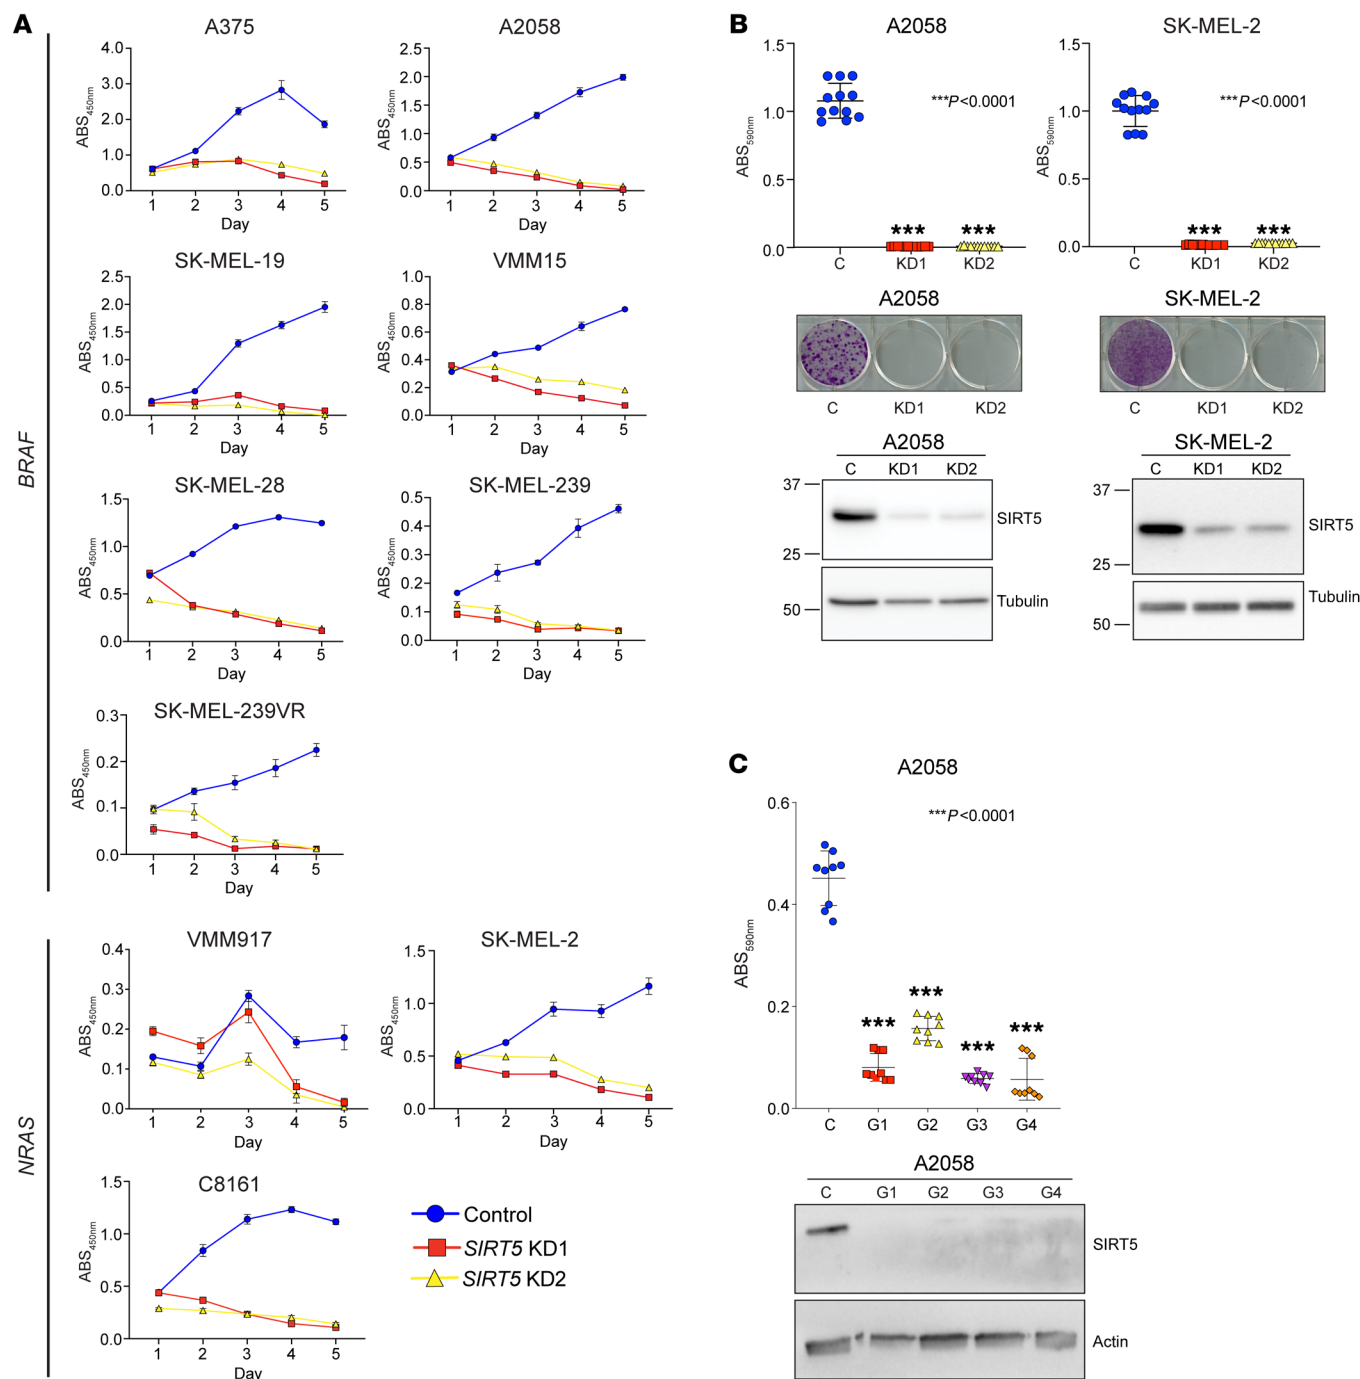 A
BRAF
A375
4.0
3.0
2.0
1.0
0.0
ABS450nm
1 2 3 4 5
Day
A2058
2.5
2.0
1.5
1.0
0.5
0.0
ABS450nm
1 2 3 4 5
Day
SK-MEL-19
2.5
2.0
1.5
1.0
0.5
0.0
ABS450nm
1 2 3 4 5
Day
VMM15
1.0
0.8
0.6
0.4
0.2
0.0
ABS450nm
1 2 3 4 5
Day
SK-MEL-28
1.5
1.0
0.5
0.0
ABS450nm
1 2 3 4 5
Day
SK-MEL-239
0.5
0.4
0.3
0.2
0.1
0.0
ABS450nm
1 2 3 4 5
Day
SK-MEL-239VR
0.3
0.2
0.1
0.0
ABS450nm
1 2 3 4 5
Day
NRAS
VMM917
0.4
0.3
0.2
0.1
0.0
ABS450nm
1 2 3 4 5
Day
SK-MEL-2
1.5
1.0
0.5
0.0
ABS450nm
1 2 3 4 5
Day
C8161
1.5
1.0
0.5
0.0
ABS450nm
1 2 3 4 5
Day
Control
SIRT5 KD1
SIRT5 KD2
B
A2058
1.5
1.0
0.5
0.0
ABS590nm
***P<0.0001
*** ***
C KD1 KD2
SK-MEL-2
1.5
1.0
0.5
0.0
ABS590nm
***P<0.0001
*** ***
C KD1 KD2
A2058
C KD1 KD2
SK-MEL-2
C KD1 KD2
A2058
C KD1 KD2
37
25
SIRT5
50
Tubulin
SK-MEL-2
C KD1 KD2
37
25
SIRT5
50
Tubulin
C
A2058
***P<0.0001
0.6
0.4
0.2
0.0
ABS590nm
*** *** *** ***
C G1 G2 G3 G4
A2058
C G1 G2 G3 G4
SIRT5
Actin